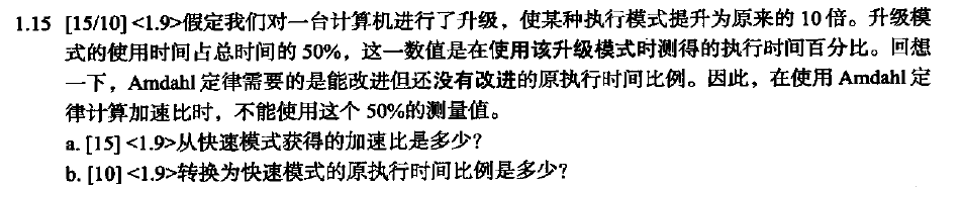 1.15 [15/10] <1.9>假定我们对一台计算机进行了升级，使某种执行模式提升为原来的 10 倍。升级模
式的使用时间占总时间的 50%，这一数值是在使用该升级模式时测得的执行时间百分比。回想
一下，Amdahl 定律需要的是能改进但还没有改进的原执行时间比例。因此，在使用 Amdahl 定
律计算加速比时，不能使用这个 50%的测量值。
a. [15] <1.9>从快速模式获得的加速比是多少？
b. [10] <1.9>转换为快速模式的原执行时间比例是多少？